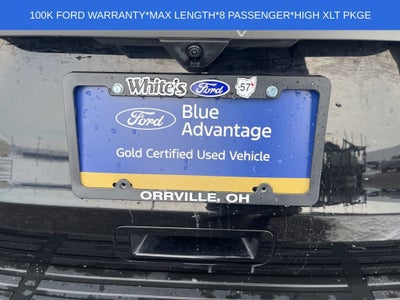 100K FORD WARRANTY*MAX LENGTH*8 PASSENGER*HIGH XLT PKGE
White's Ford 57
Ford Blue
Advantage
Gold Certified Used Vehicle
ORRVILLE, OH